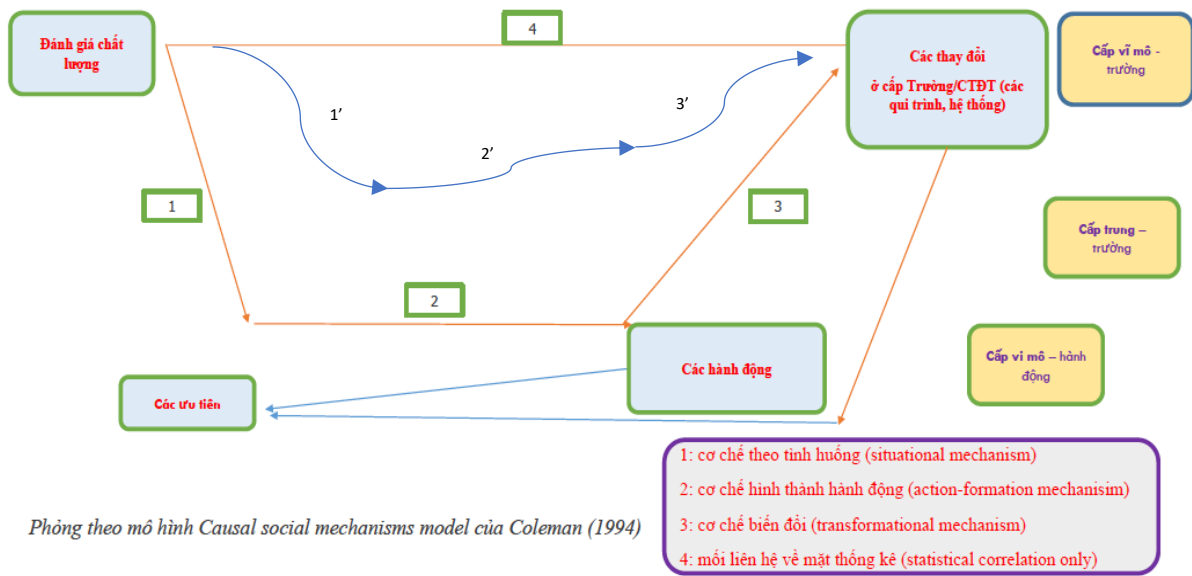 Đánh giá chất
lượng
4
Các thay đổi
ở cấp Trường/CTĐT (các
qui trình, hệ thống)
Cấp vĩ mô -
trường
1’
2’
3’
1
3
Cấp trung –
trường
2
Các hành động
Cấp vi mô – hành
động
Các ưu tiên
1: cơ chế theo tình huống (situational mechanism)
2: cơ chế hình thành hành động (action-formation mechanisim)
3: cơ chế biến đổi (transformational mechanism)
4: mối liên hệ về mặt thống kê (statistical correlation only)
Phỏng theo mô hình Causal social mechanisms model của Coleman (1994)